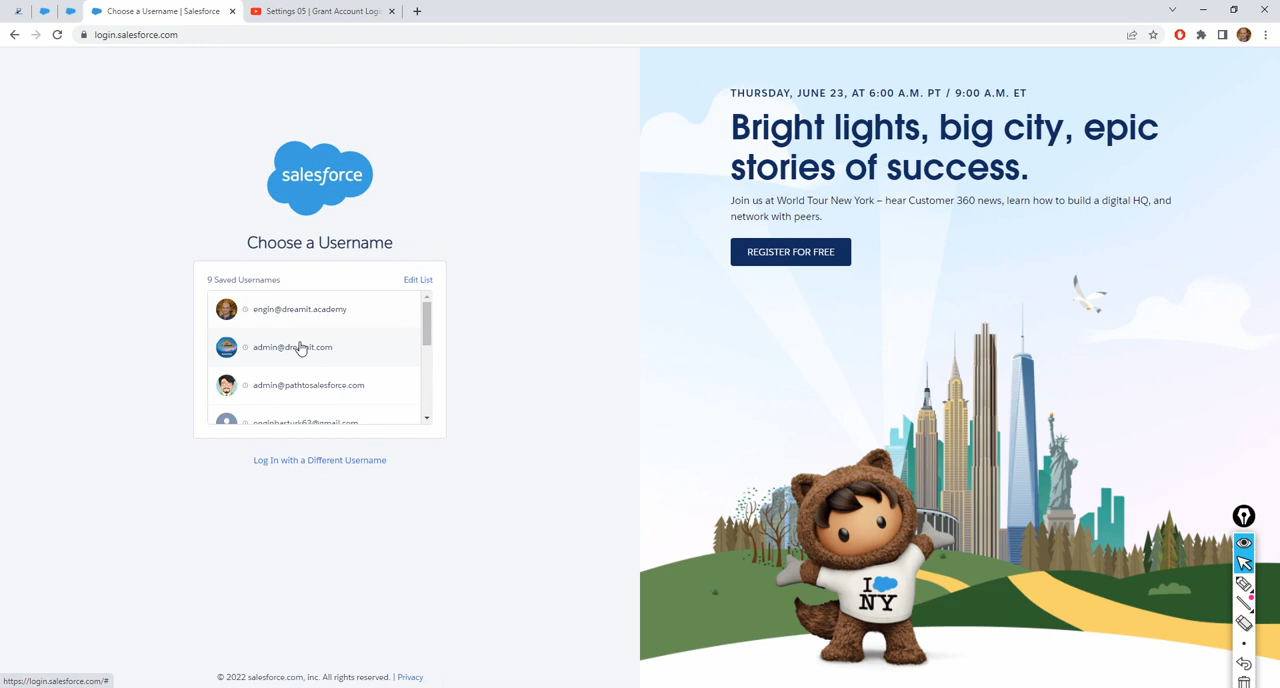 Choose a Username | Salesforce
Settings 05 | Grant Account Logi
login.salesforce.com
salesforce
Choose a Username
9 Saved Usernames
Edit List
engin@dreamit.academy
admin@dreamit.com
admin@pathtosalesforce.com
enginbasturk63@gmail.com
Log In with a Different Username
© 2022 salesforce.com, inc. All rights reserved. | Privacy
https://login.salesforce.com/#
THURSDAY, JUNE 23, AT 6:00 A.M. PT / 9:00 A.M. ET
Bright lights, big city, epic
stories of success.
Join us at World Tour New York – hear Customer 360 news, learn how to build a digital HQ, and
network with peers.
REGISTER FOR FREE
I
NY